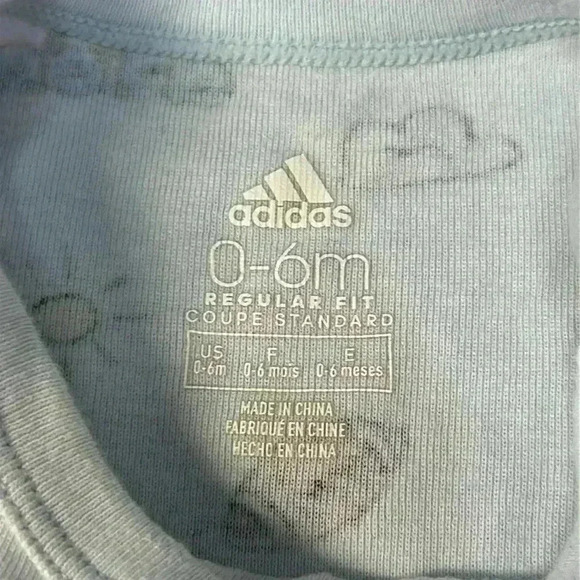 adidas
0-6m
REGULAR FIT
COUPE STANDARD
US F E
0-6m 0-6 mois 0-6 meses
MADE IN CHINA
FABRIQUÉ EN CHINE
HECHO EN CHINA